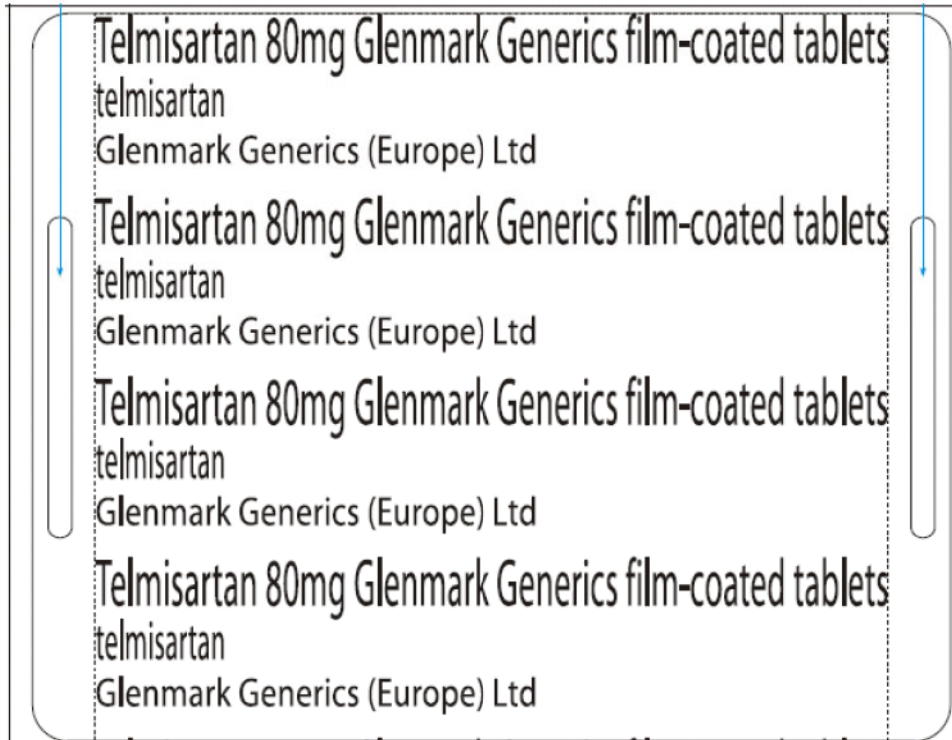 Telmisartan 80mg Glenmark Generics film-coated tablets
telmisartan
Glenmark Generics (Europe) Ltd
Telmisartan 80mg Glenmark Generics film-coated tablets
telmisartan
Glenmark Generics (Europe) Ltd
Telmisartan 80mg Glenmark Generics film-coated tablets
telmisartan
Glenmark Generics (Europe) Ltd
Telmisartan 80mg Glenmark Generics film-coated tablets
telmisartan
Glenmark Generics (Europe) Ltd